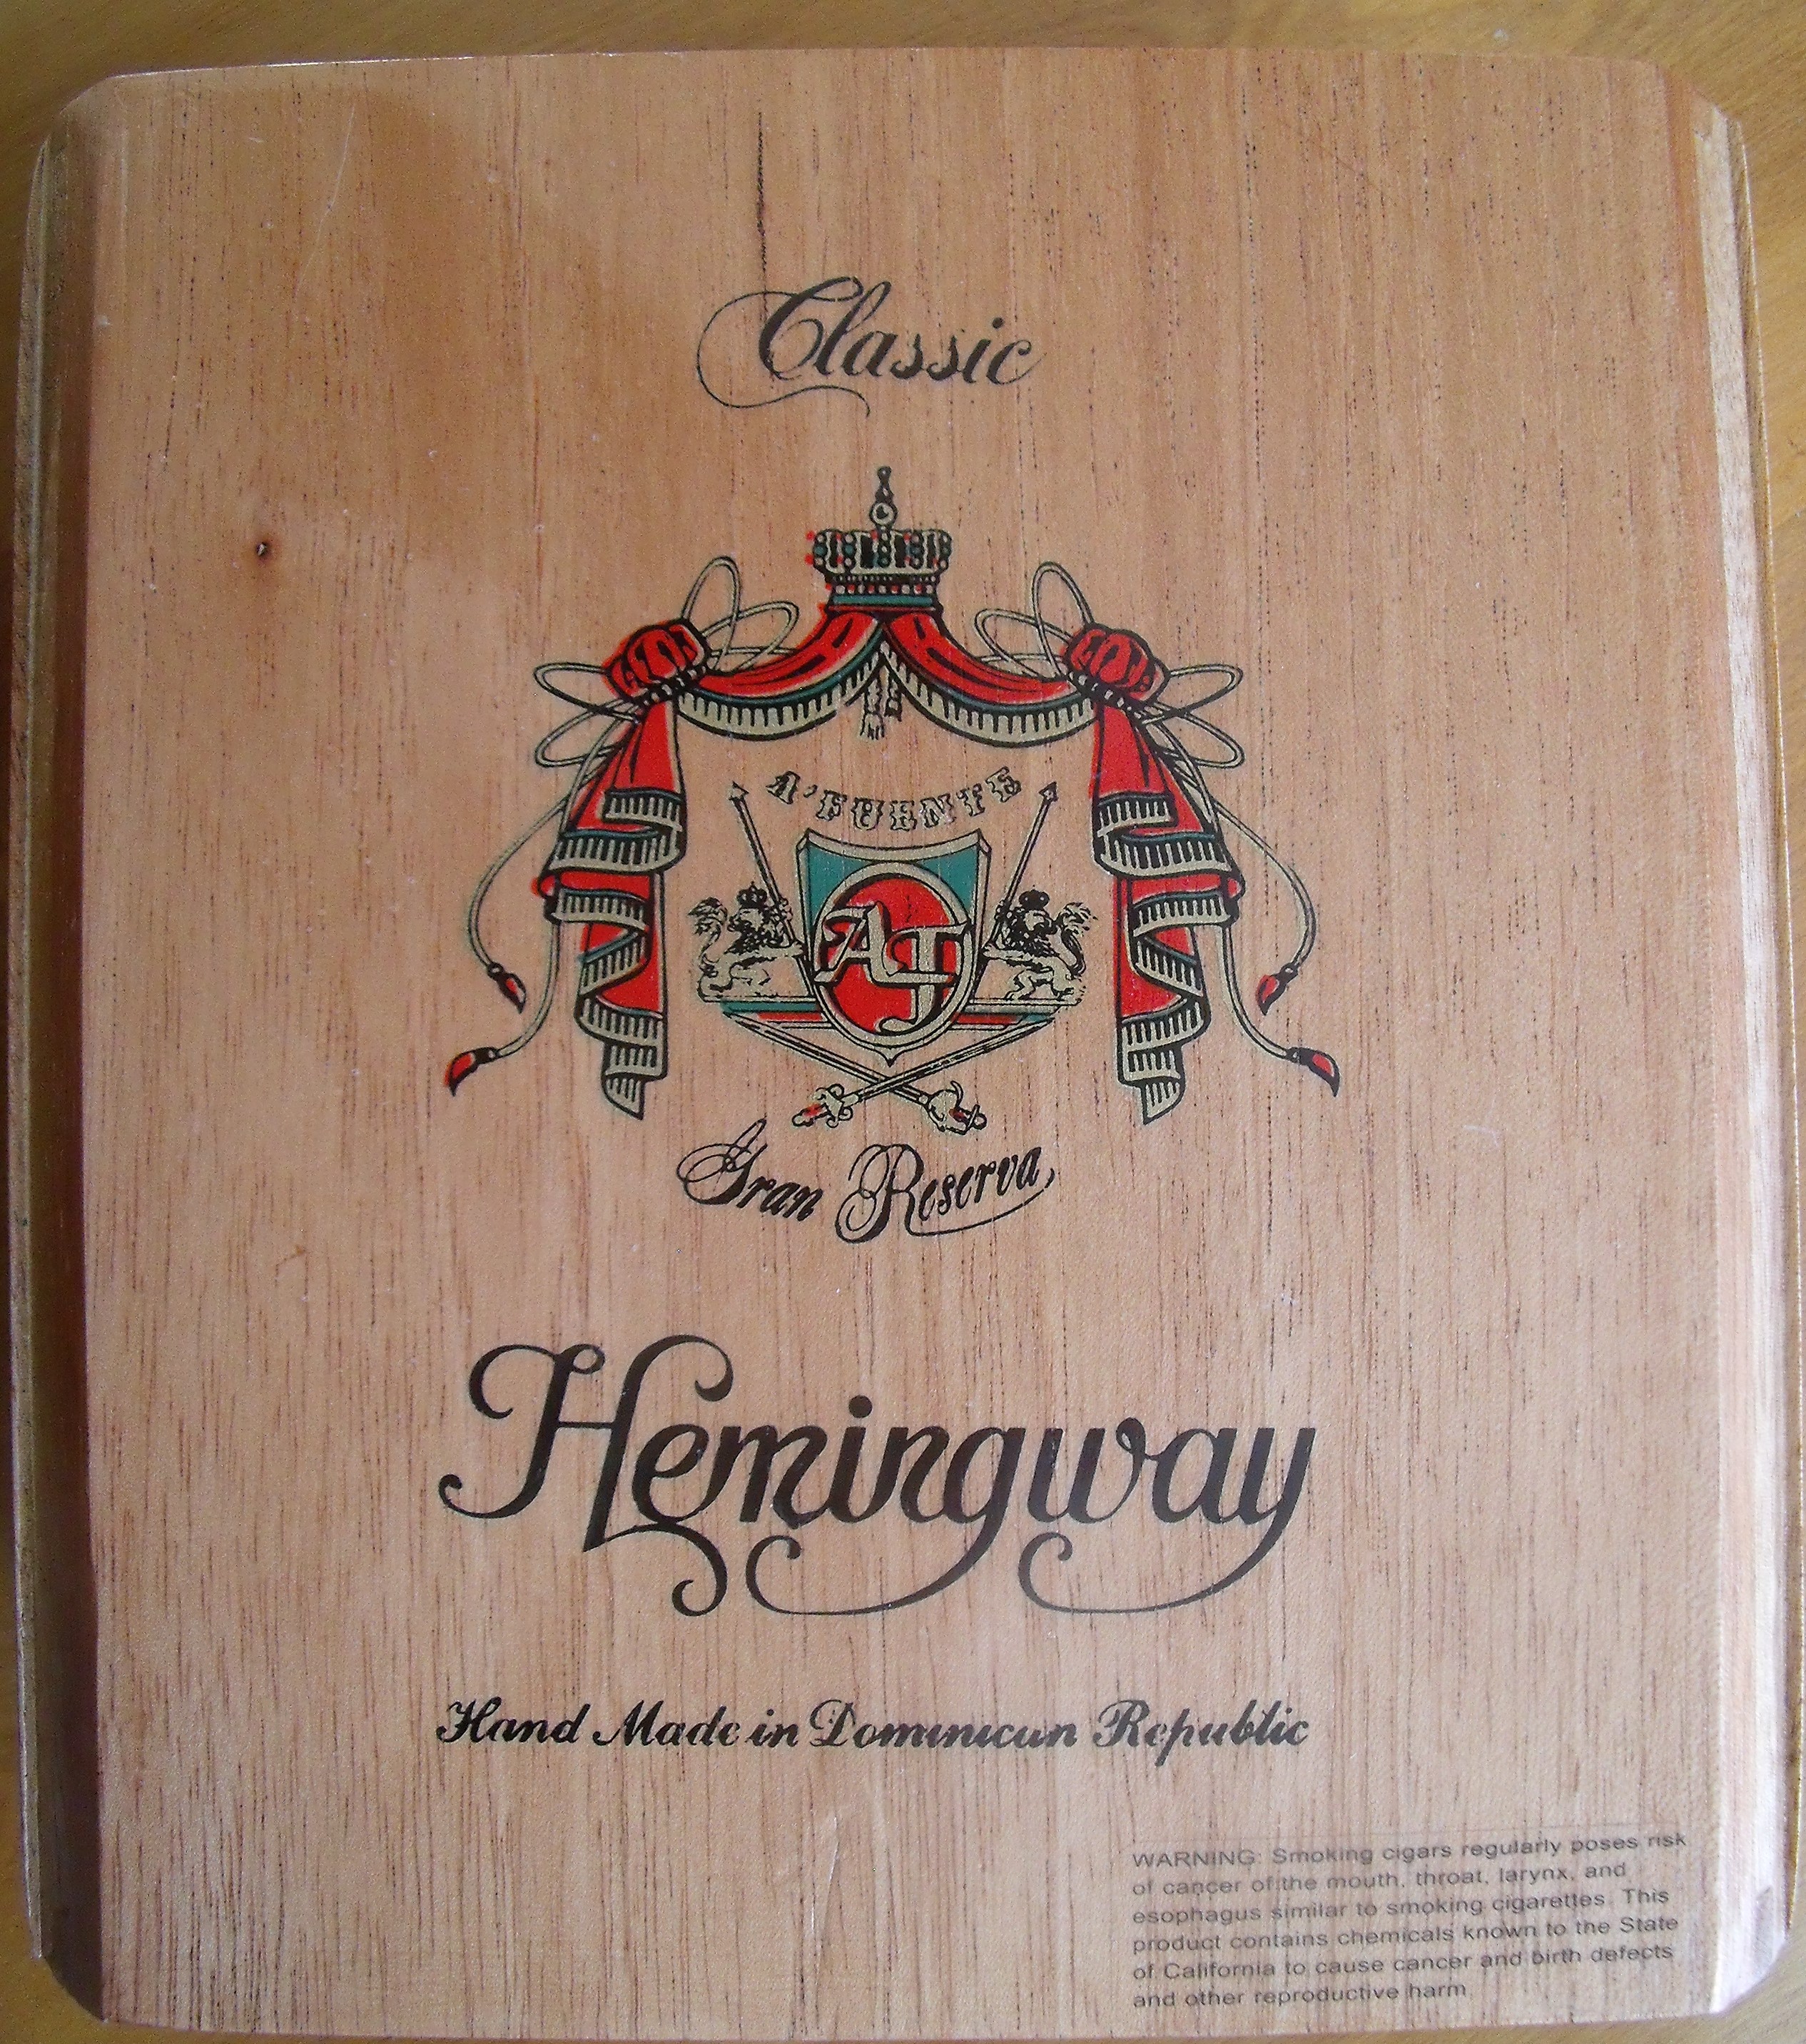 Classic
A'FUENTE
AF
Gran Reserva
Hemingway
Hand Made in Dominican Republic
WARNING: Smoking cigars regularly poses risk
of cancer of the mouth, throat, larynx, and
esophagus similar to smoking cigarettes. This
product contains chemicals known to the State
of California to cause cancer and birth defects
and other reproductive harm